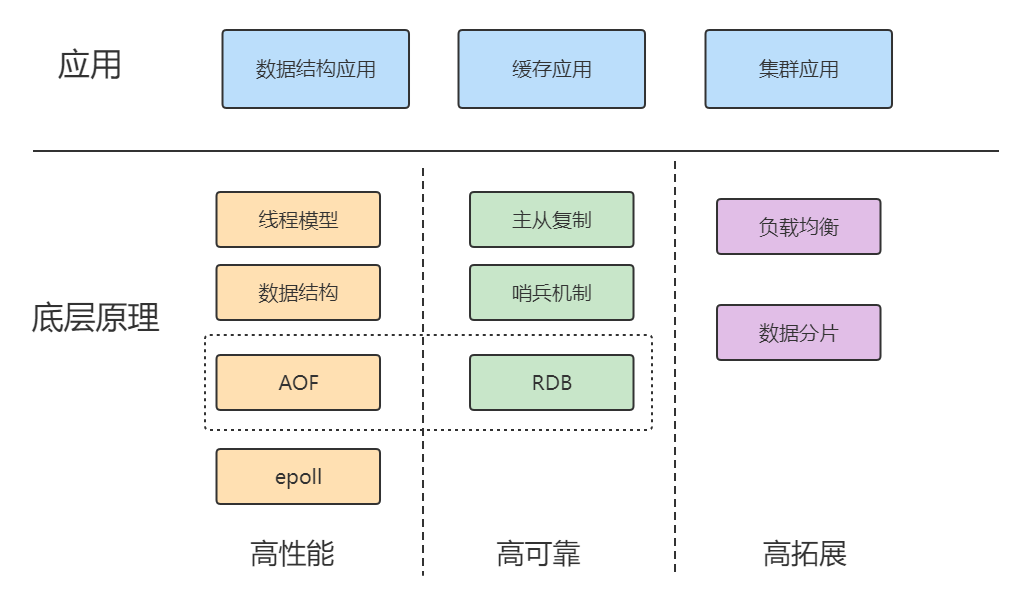 应用
数据结构应用
缓存应用
集群应用
底层原理
线程模型
数据结构
AOF
epoll
高性能
主从复制
哨兵机制
RDB
高可靠
负载均衡
数据分片
高拓展